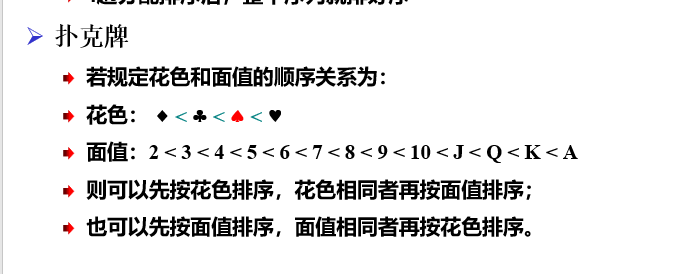 扑克牌
若规定花色和面值的顺序关系为：
花色： ♦ < ♣ < ♠ < ♥
面值：2 < 3 < 4 < 5 < 6 < 7 < 8 < 9 < 10 < J < Q < K < A
则可以先按花色排序，花色相同者再按面值排序；
也可以先按面值排序，面值相同者再按花色排序。